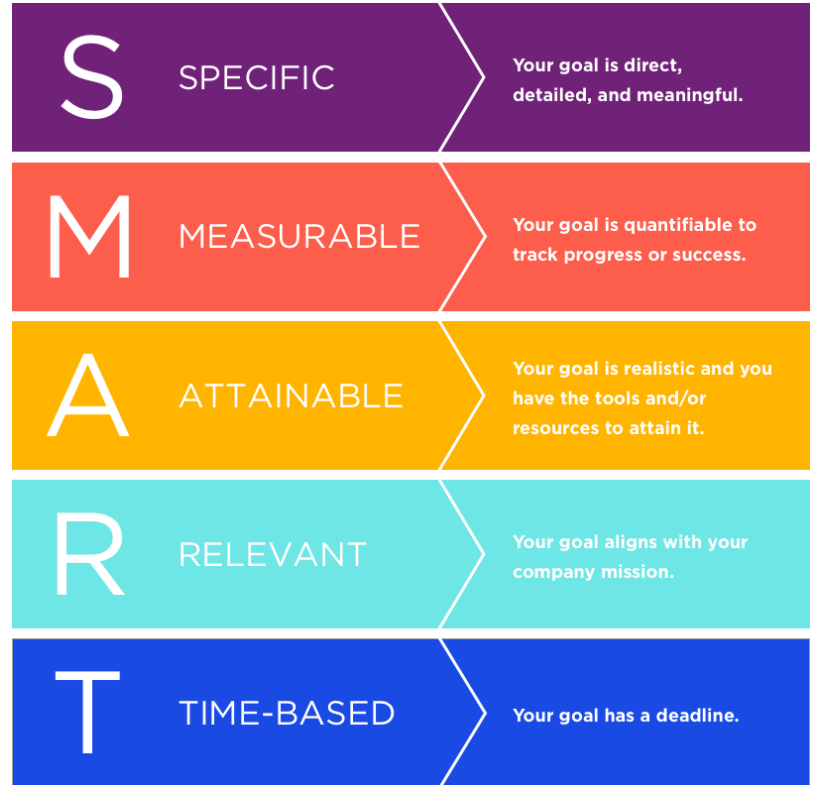 S SPECIFIC
Your goal is direct,
detailed, and meaningful.
M MEASURABLE
Your goal is quantifiable to
track progress or success.
A ATTAINABLE
Your goal is realistic and you
have the tools and/or
resources to attain it.
R RELEVANT
Your goal aligns with your
company mission.
T TIME-BASED
Your goal has a deadline.